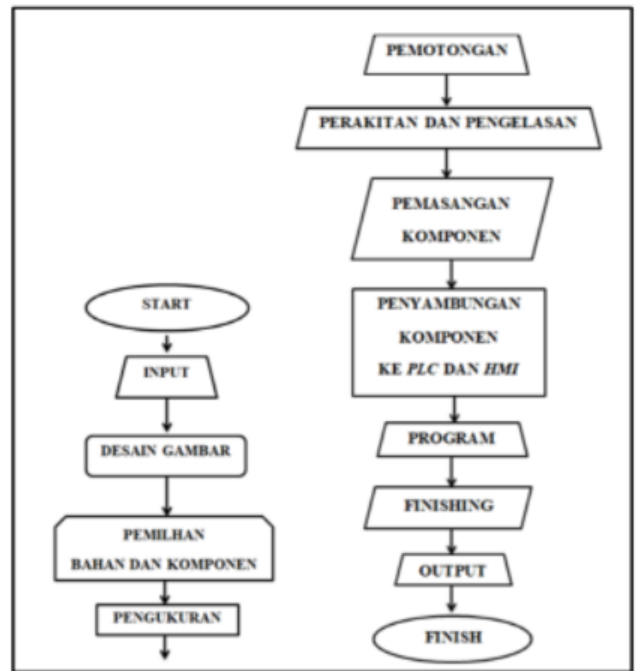 START
INPUT
DESAIN GAMBAR
PEMILHAN
BAHAN DAN KOMPONEN
PENGUKURAN
PEMOTONGAN
PERAKITAN DAN PENGELASAN
PEMASANGAN
KOMPONEN
PENYAMBUNGAN
KOMPONEN
KE PLC DAN HMI
PROGRAM
FINISHING
OUTPUT
FINISH